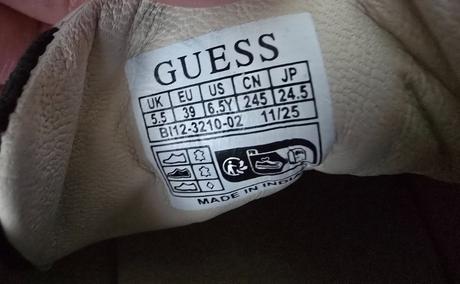 GUESS
UK EU US CN JP
5.5 39 6.5Y 245 24.5
BI12-3210-02 11/25
MADE IN INDIA